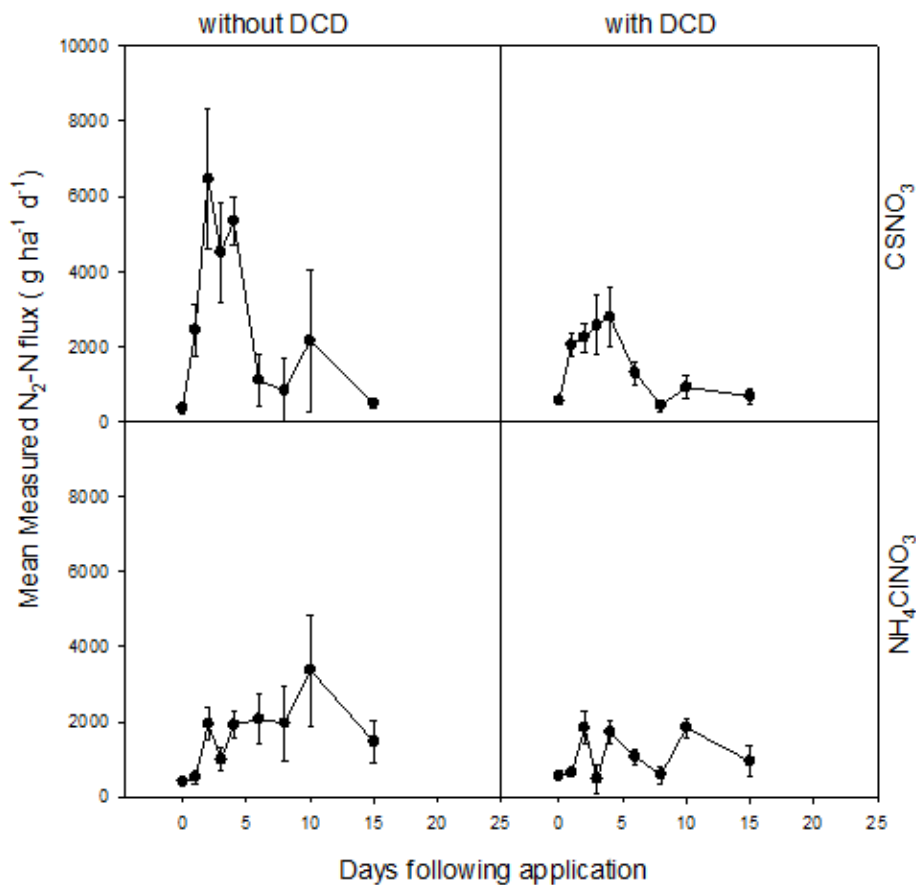 without DCD with DCD
10000
8000
6000
4000
2000
0
8000
6000
4000
2000
0
Mean Measured N₂-N flux ( g ha⁻¹ d⁻¹)
CSNO₃
NH₄ClNO₃
0 5 10 15 20 25 0 5 10 15 20 25
Days following application